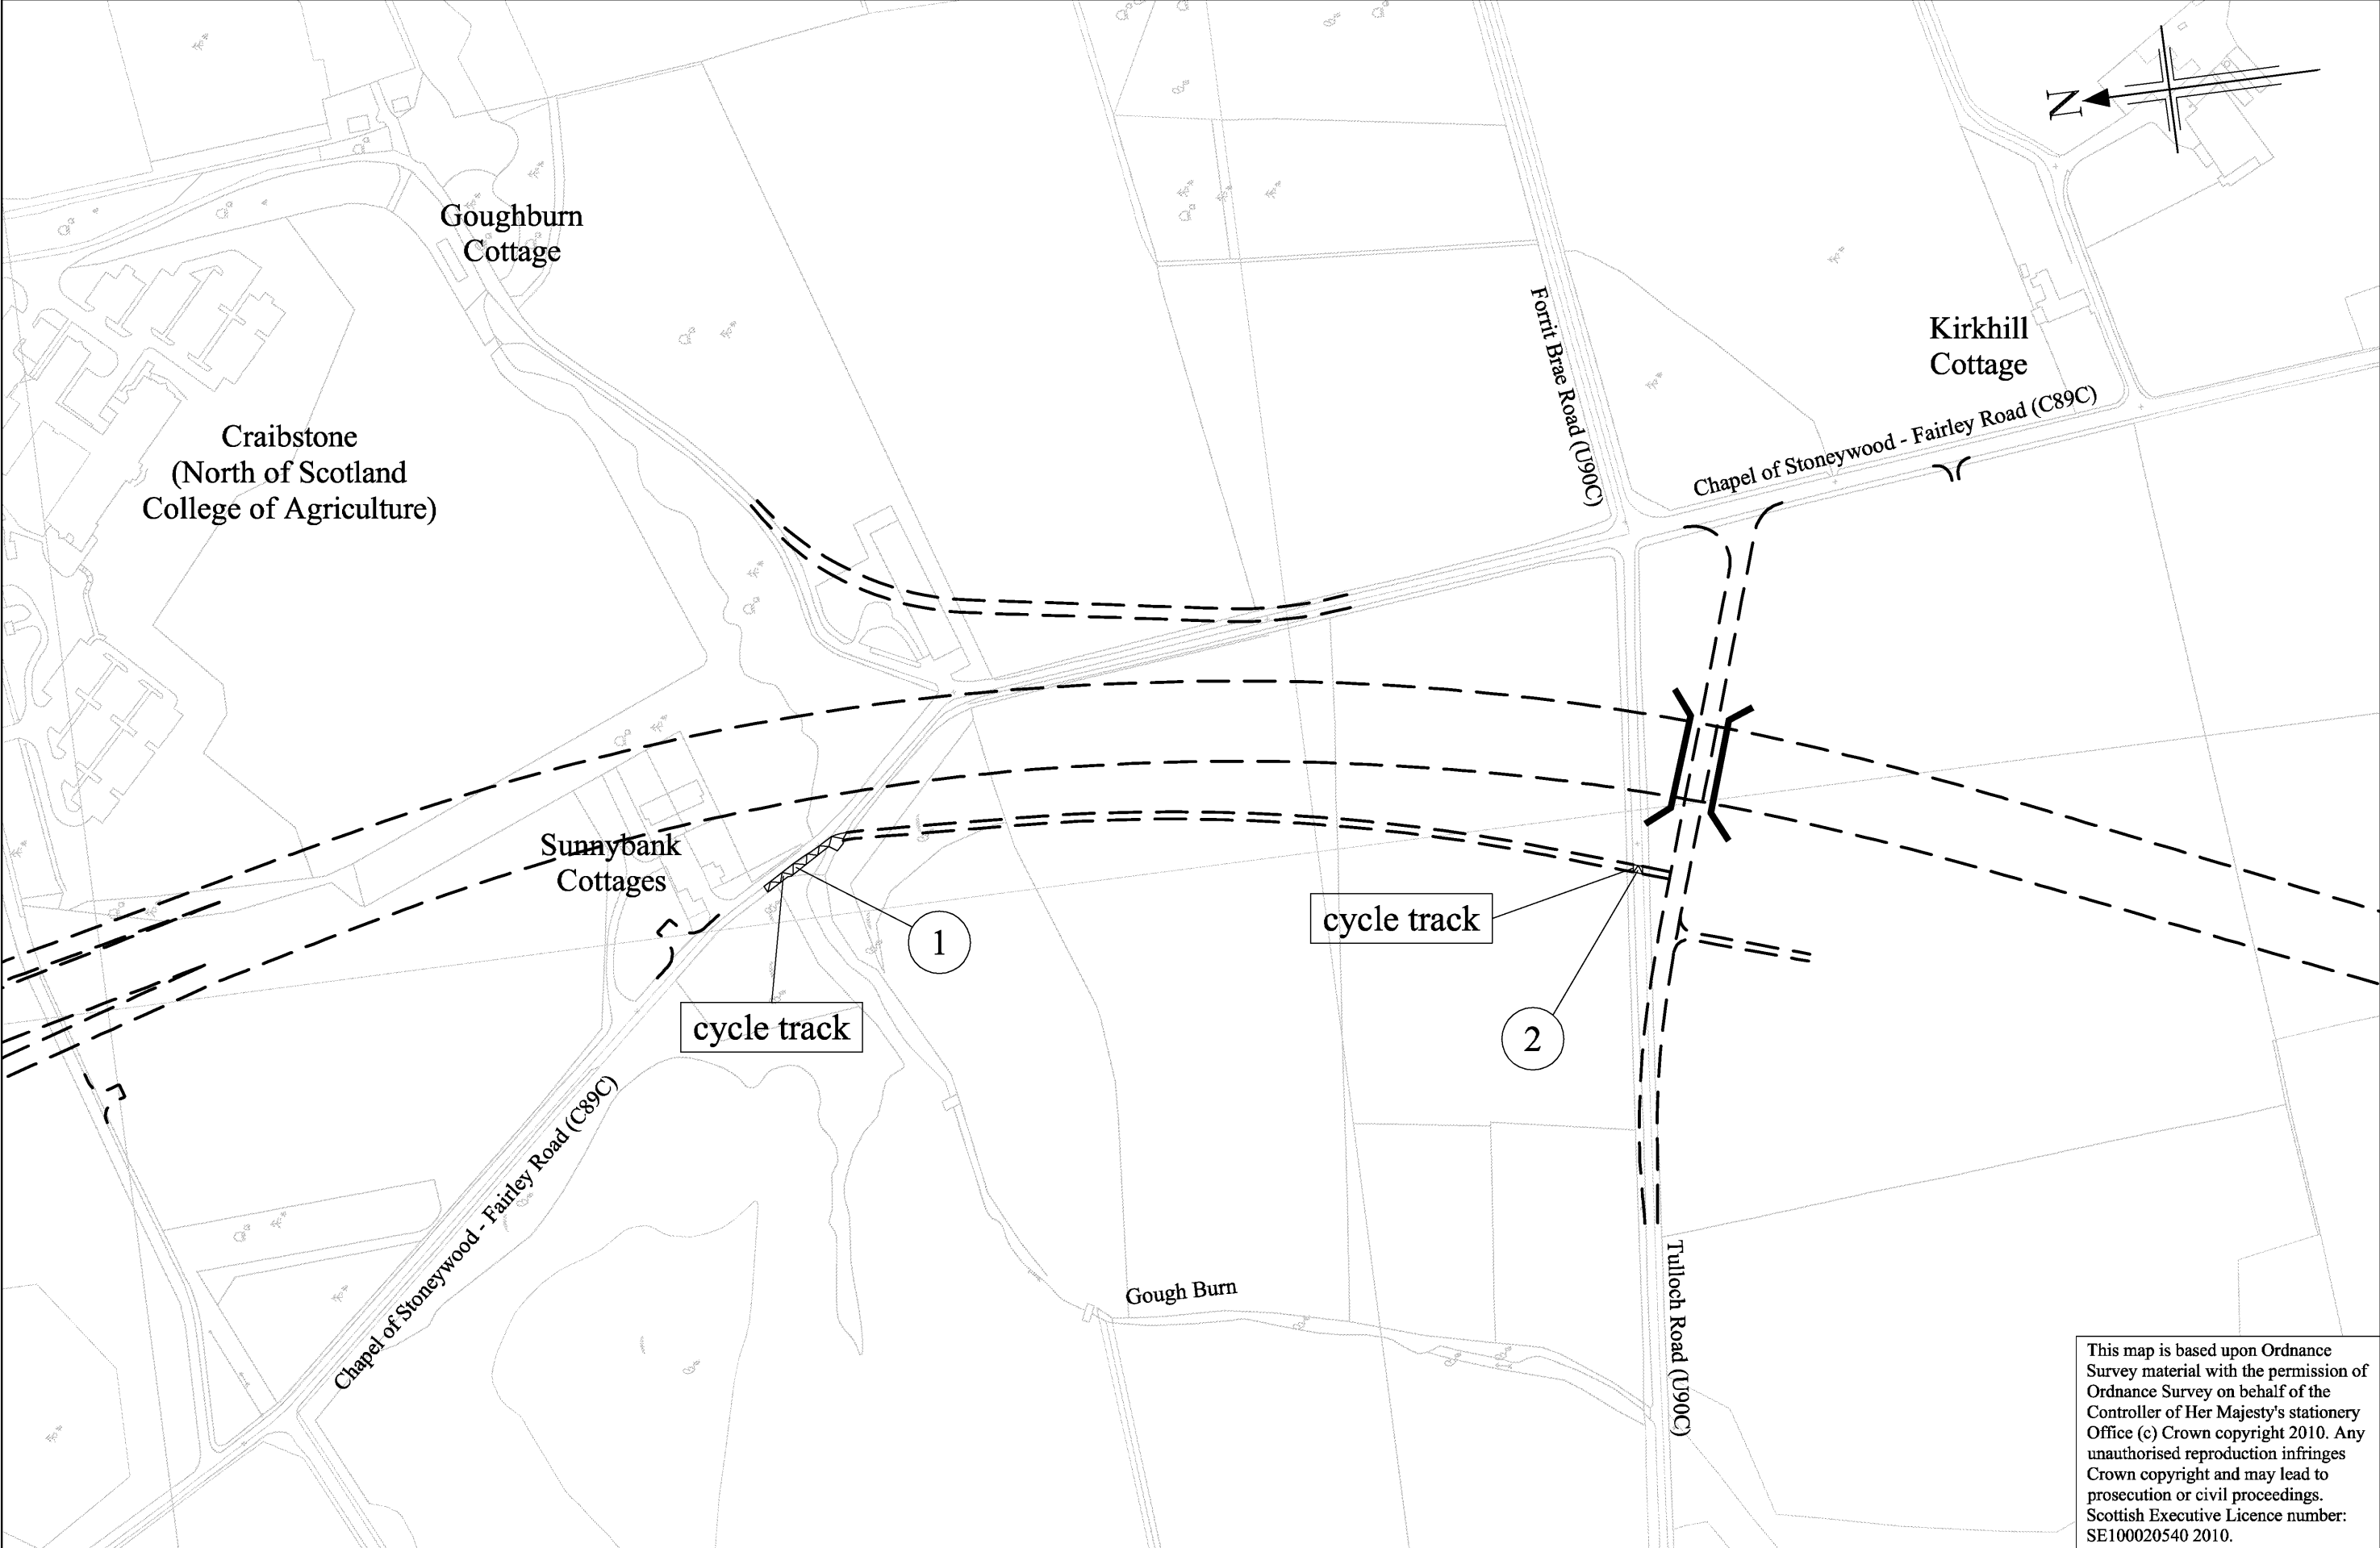 N
Goughburn
Cottage
Forrit Brae Road (U90C)
Kirkhill
Cottage
Chapel of Stoneywood - Fairley Road (C89C)
Craibstone
(North of Scotland
College of Agriculture)
Sunnybank
Cottages
1
cycle track
cycle track
2
Chapel of Stoneywood - Fairley Road (C89C)
Gough Burn
Tulloch Road (U90C)
This map is based upon Ordnance
Survey material with the permission of
Ordnance Survey on behalf of the
Controller of Her Majesty's stationery
Office (c) Crown copyright 2010. Any
unauthorised reproduction infringes
Crown copyright and may lead to
prosecution or civil proceedings.
Scottish Executive Licence number:
SE100020540 2010.